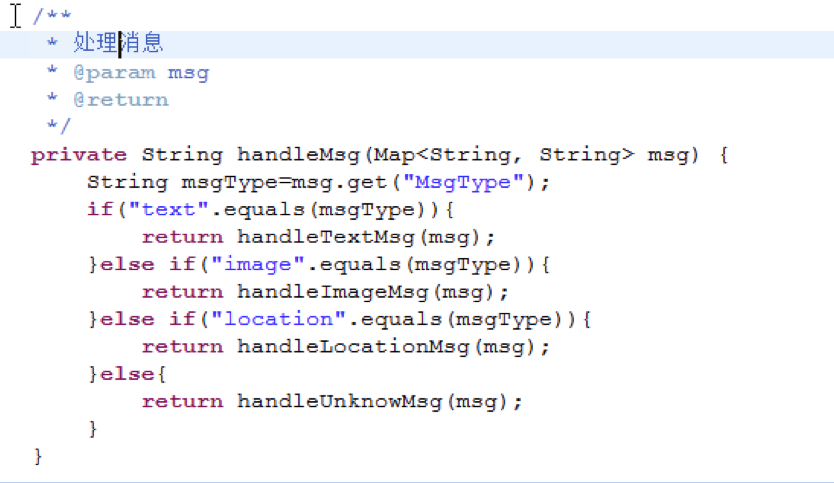 /**
 * 处理消息
 * @param msg
 * @return
 */
private String handleMsg(Map<String, String> msg) {
    String msgType=msg.get("MsgType");
    if("text".equals(msgType)){
        return handleTextMsg(msg);
    }else if("image".equals(msgType)){
        return handleImageMsg(msg);
    }else if("location".equals(msgType)){
        return handleLocationMsg(msg);
    }else{
        return handleUnknowMsg(msg);
    }
}